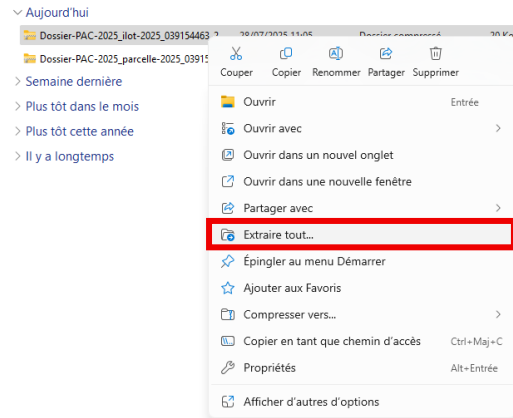 Aujourd'hui
Dossier-PAC-2025_ilot-2025_039154463_2 28/07/2025 11:05 Dossier compressé 20 Ko
Dossier-PAC-2025_parcelle-2025_03915
Couper Copier Renommer Partager Supprimer
Semaine dernière
Plus tôt dans le mois
Plus tôt cette année
Il y a longtemps
Ouvrir Entrée
Ouvrir avec
Ouvrir dans un nouvel onglet
Ouvrir dans une nouvelle fenêtre
Partager avec
Extraire tout...
Épingler au menu Démarrer
Ajouter aux Favoris
Compresser vers...
Copier en tant que chemin d'accès Ctrl+Maj+C
Propriétés Alt+Entrée
Afficher d'autres d'options